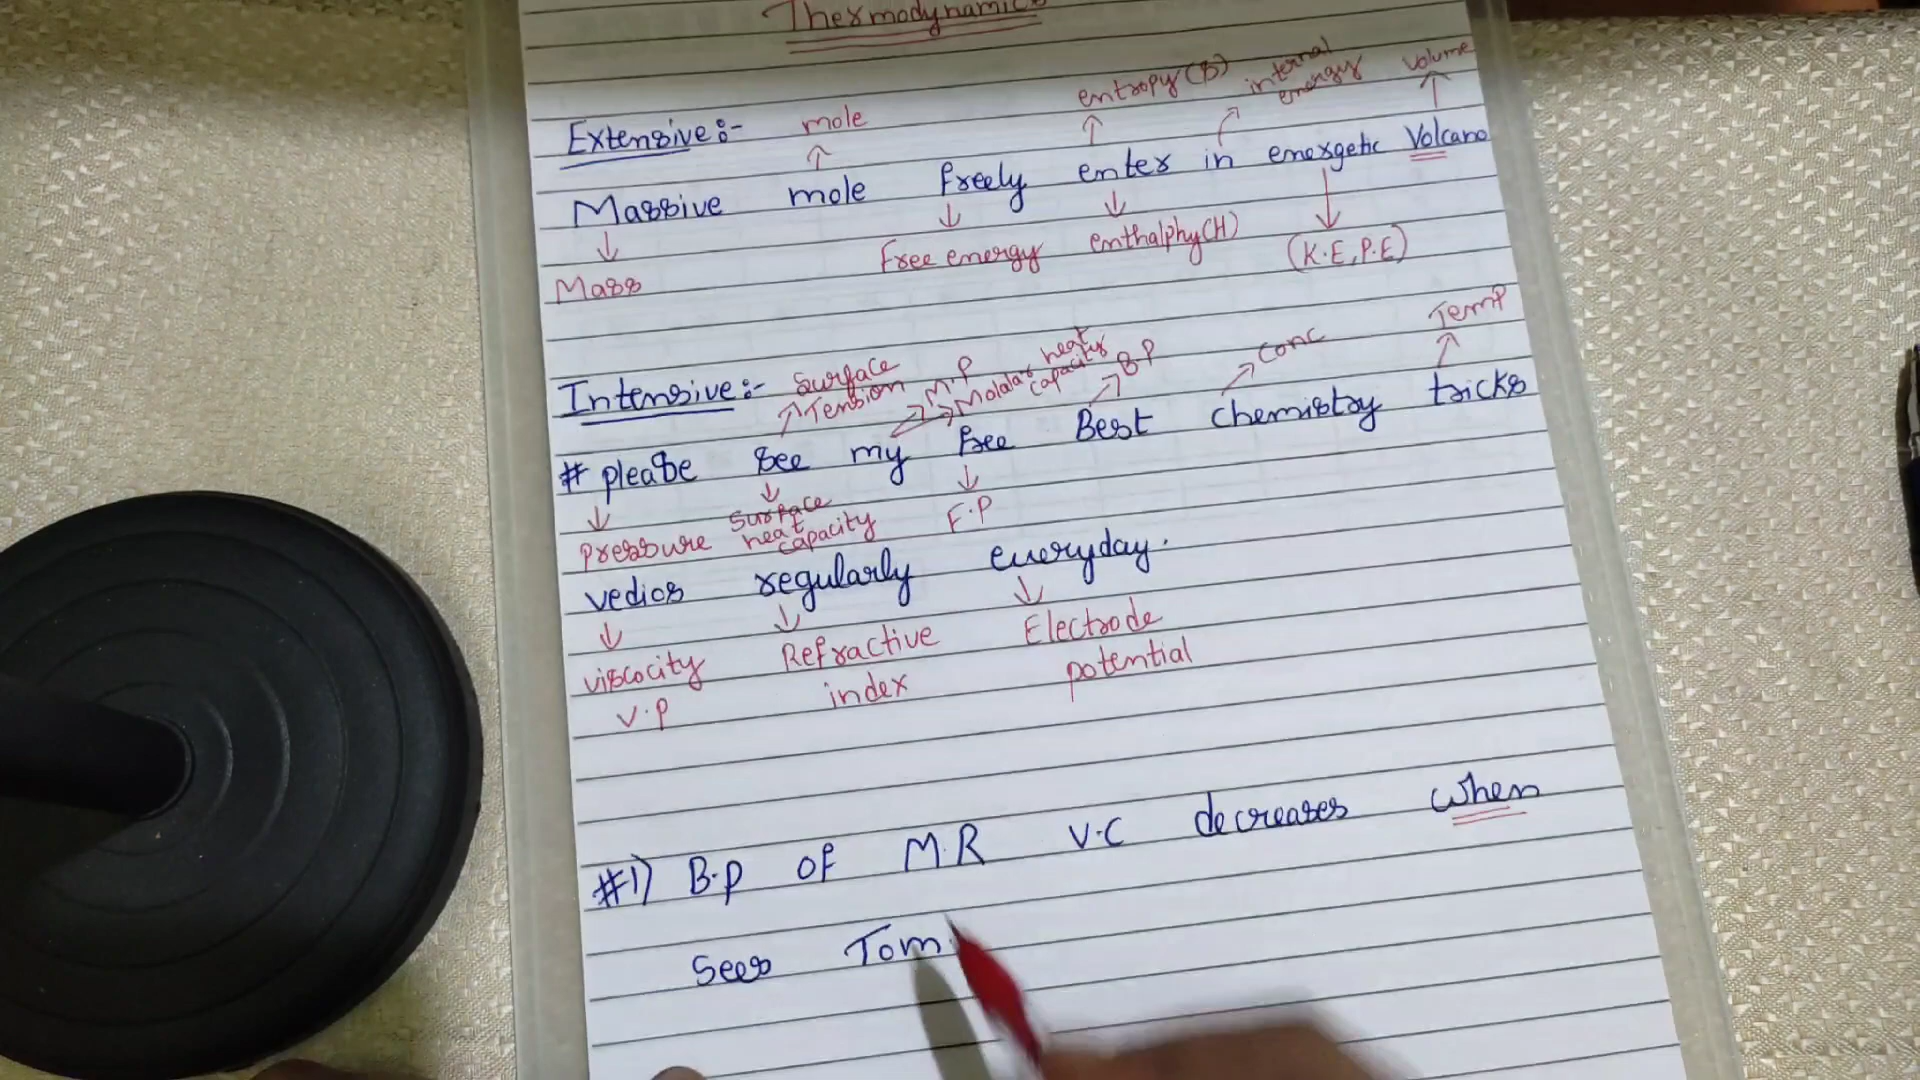 Thermodynamics
entropy(S) internal energy volume
Extensive:- mole
Massive mole freely enter in energetic Volcano
Free energy enthalphy(H) (K.E, P.E)
Mass
Temp
Surface Tension M.P Molalar heat capacity B.P Conc
Intensive:-
# please see my free Best chemistry tricks
pressure Surface heat capacity F.P
vedios regularly everyday.
viscocity Refractive index Electrode potential
V.P
#1) B.p of M.R V.C decreases when
Sees Tom.